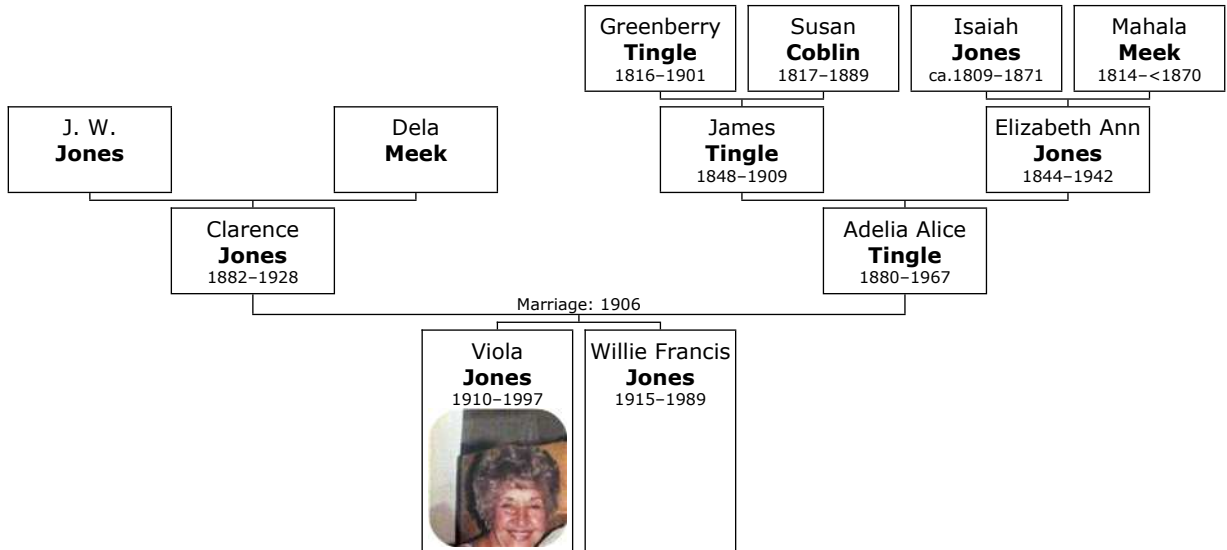 Greenberry
Tingle
1816–1901
Susan
Coblin
1817–1889
Isaiah
Jones
ca.1809–1871
Mahala
Meek
1814–<1870
J. W.
Jones
Dela
Meek
James
Tingle
1848–1909
Elizabeth Ann
Jones
1844–1942
Clarence
Jones
1882–1928
Adelia Alice
Tingle
1880–1967
Marriage: 1906
Viola
Jones
1910–1997
Willie Francis
Jones
1915–1989